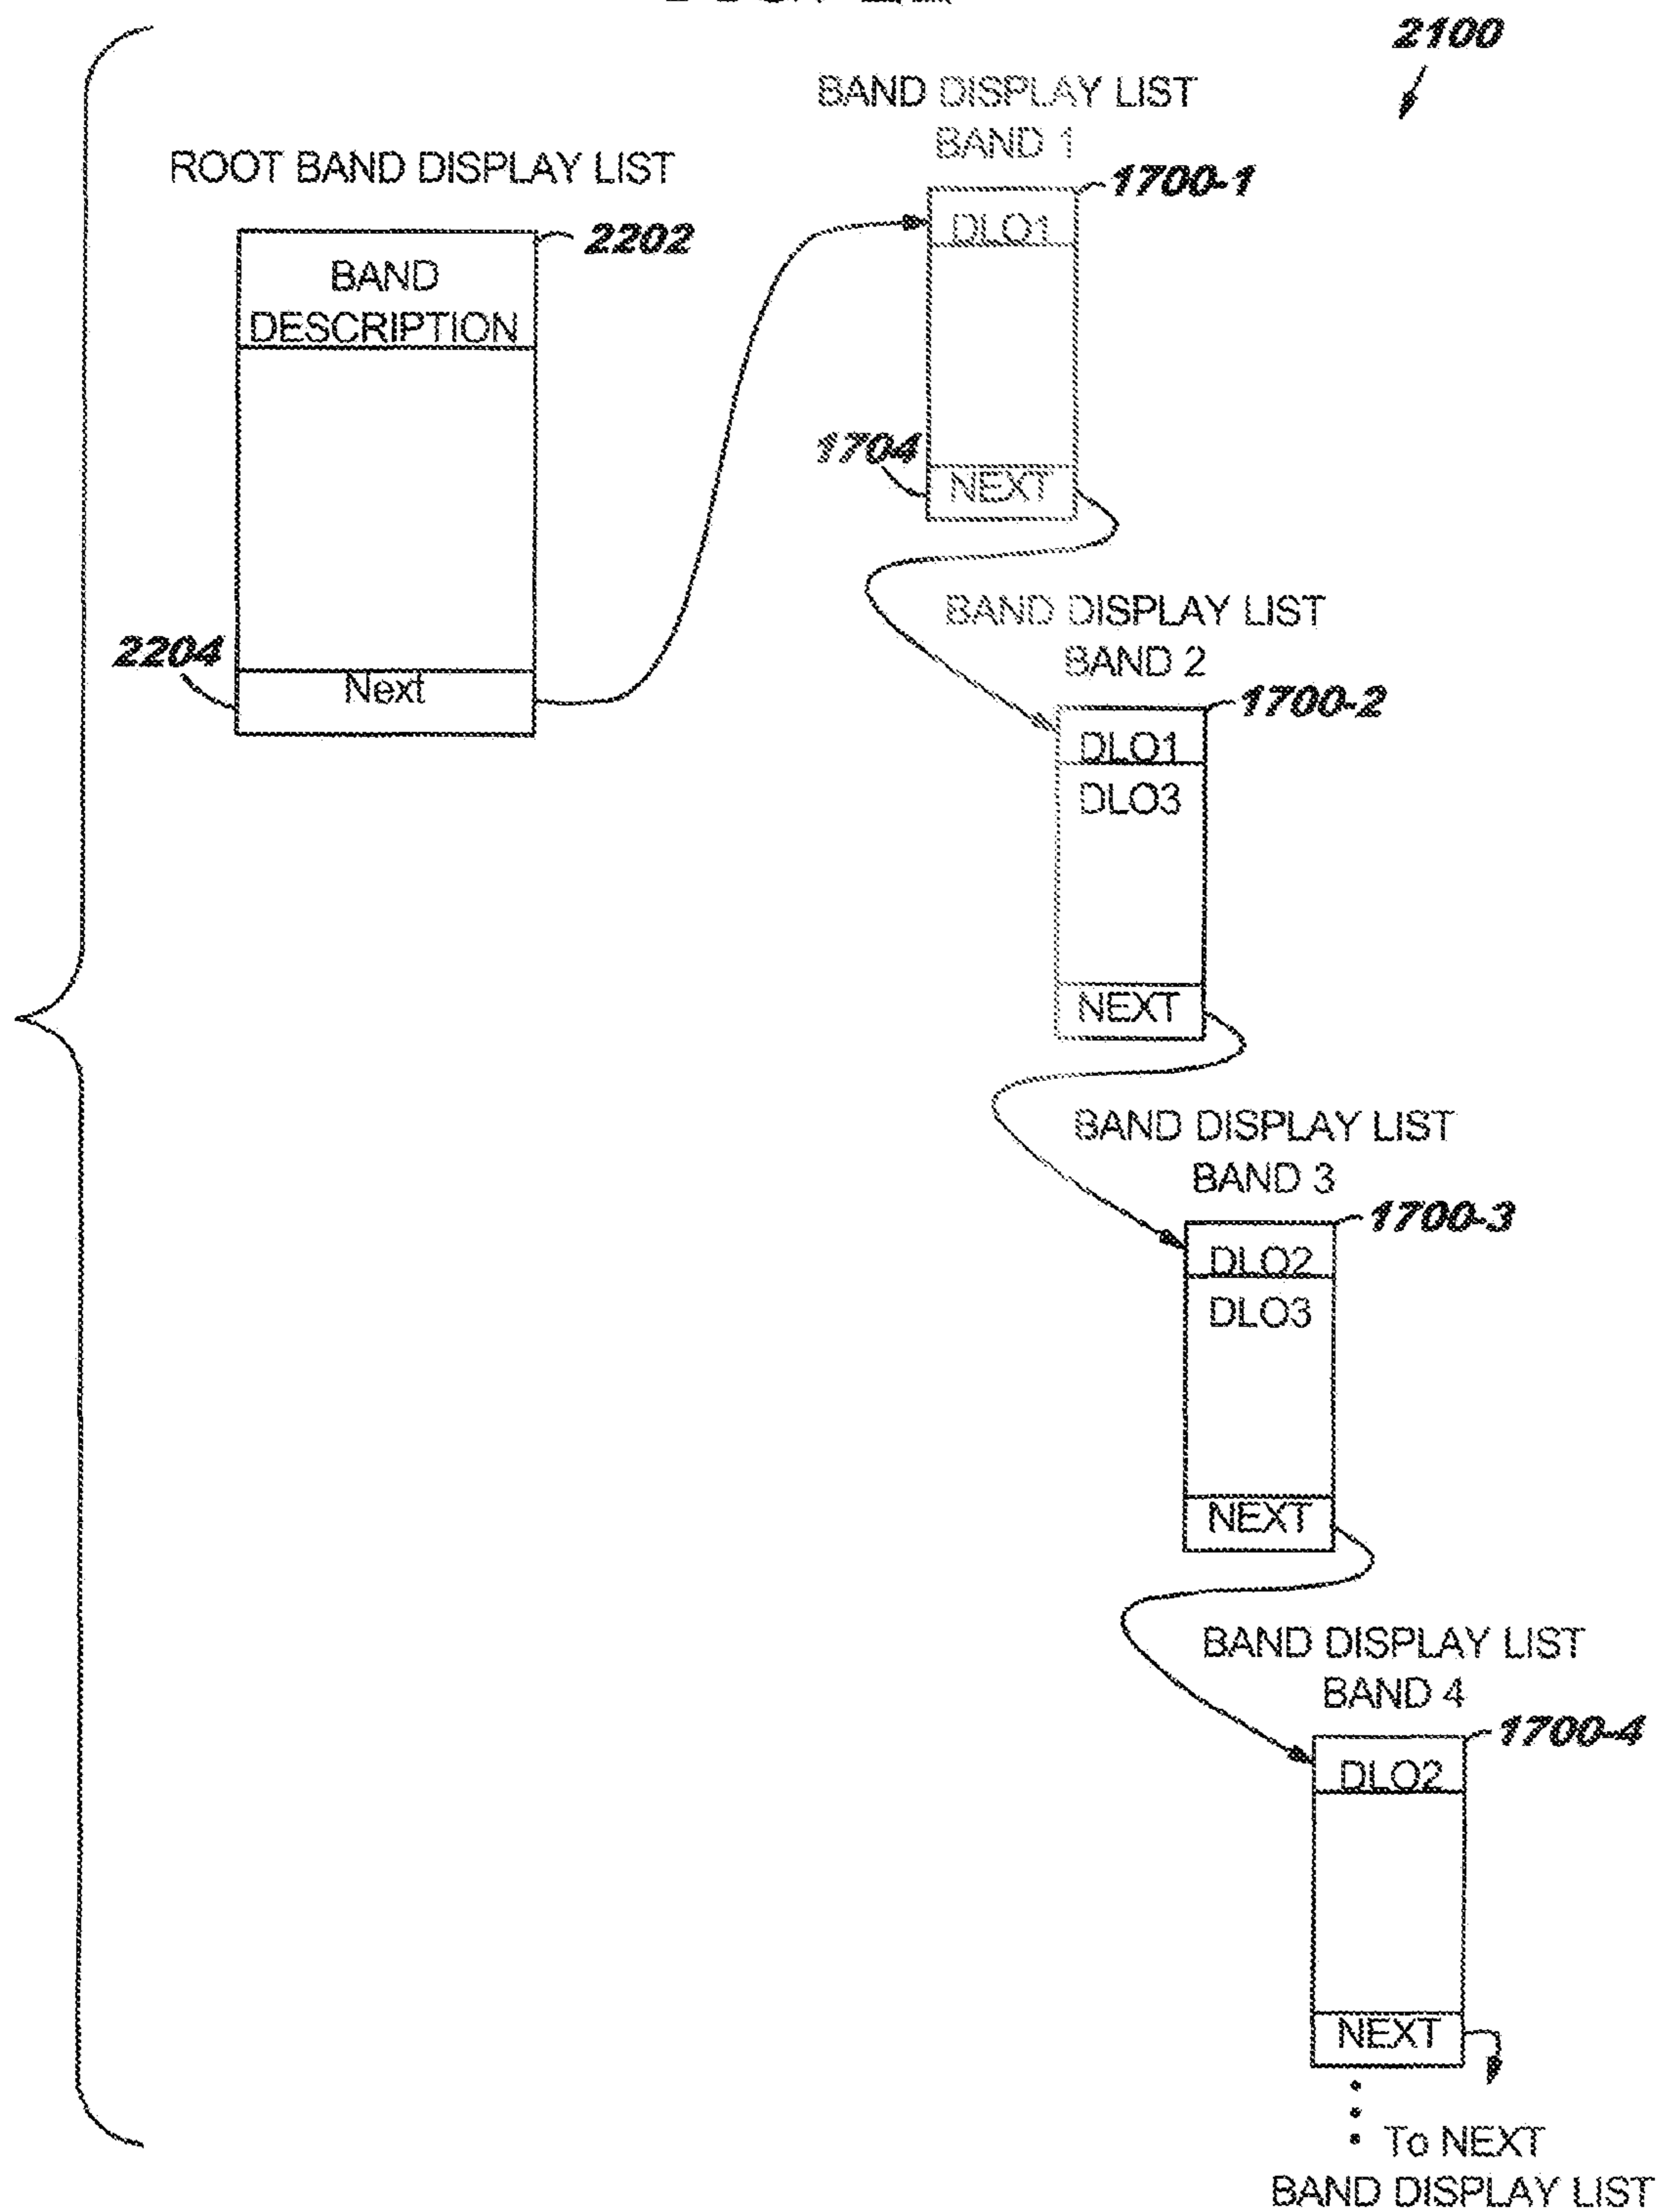 2100
BAND DISPLAY LIST
BAND 1
1700-1
DLO1
1704
NEXT
ROOT BAND DISPLAY LIST
2202
BAND
DESCRIPTION
2204
Next
BAND DISPLAY LIST
BAND 2
1700-2
DLO1
DLO3
NEXT
BAND DISPLAY LIST
BAND 3
1700-3
DLO2
DLO3
NEXT
BAND DISPLAY LIST
BAND 4
1700-4
DLO2
NEXT
To NEXT
BAND DISPLAY LIST